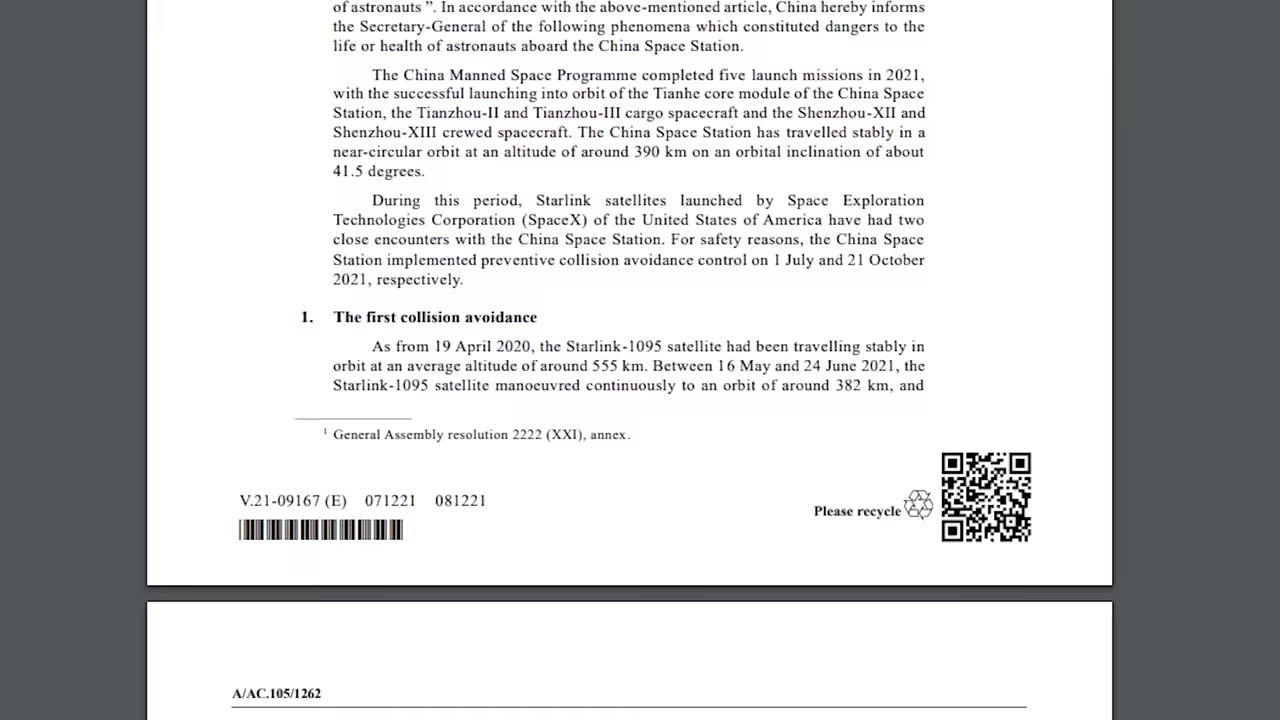 of astronauts ”. In accordance with the above-mentioned article, China hereby informs
the Secretary-General of the following phenomena which constituted dangers to the
life or health of astronauts aboard the China Space Station.
The China Manned Space Programme completed five launch missions in 2021,
with the successful launching into orbit of the Tianhe core module of the China Space
Station, the Tianzhou-II and Tianzhou-III cargo spacecraft and the Shenzhou-XII and
Shenzhou-XIII crewed spacecraft. The China Space Station has travelled stably in a
near-circular orbit at an altitude of around 390 km on an orbital inclination of about
41.5 degrees.
During this period, Starlink satellites launched by Space Exploration
Technologies Corporation (SpaceX) of the United States of America have had two
close encounters with the China Space Station. For safety reasons, the China Space
Station implemented preventive collision avoidance control on 1 July and 21 October
2021, respectively.
1. The first collision avoidance
As from 19 April 2020, the Starlink-1095 satellite had been travelling stably in
orbit at an average altitude of around 555 km. Between 16 May and 24 June 2021, the
Starlink-1095 satellite manoeuvred continuously to an orbit of around 382 km, and
1 General Assembly resolution 2222 (XXI), annex.
V.21-09167 (E) 071221 081221
Please recycle
A/AC.105/1262